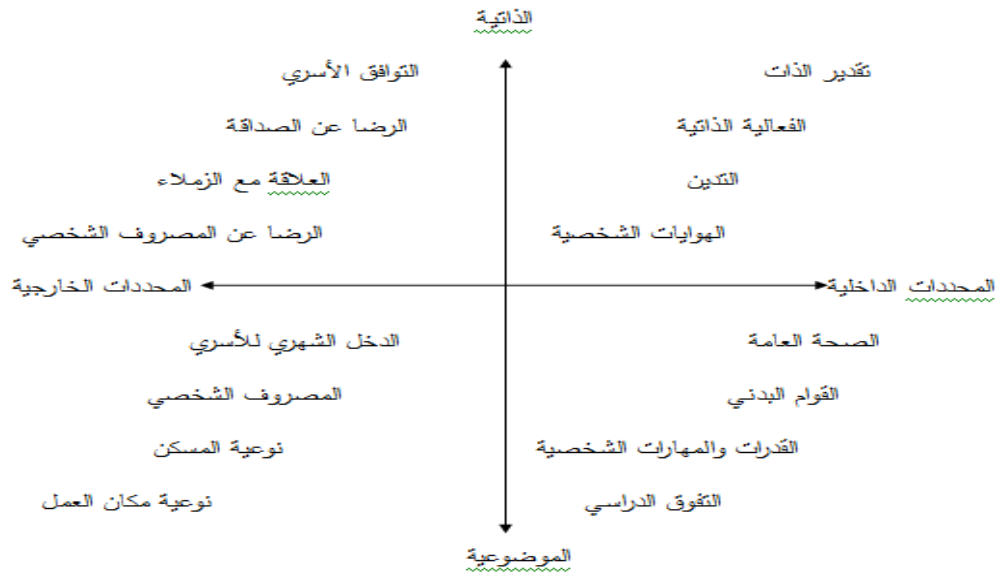 الذاتية
تقدير الذات التوافق الأسري
الفعالية الذاتية الرضا عن الصداقة
التدين العلاقة مع الزملاء
الهوايات الشخصية الرضا عن المصروف الشخصي
المحددات الداخلية المحددات الخارجية
الصحة العامة الدخل الشهري للأسري
القوام البدني المصروف الشخصي
القدرات والمهارات الشخصية نوعية المسكن
التفوق الدراسي نوعية مكان العمل
الموضوعية